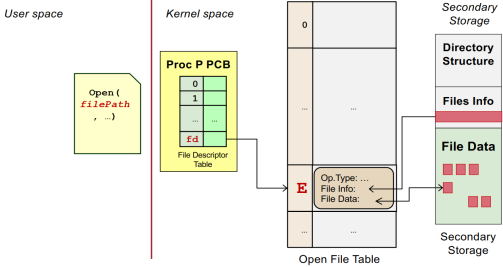 User space
Kernel space
Secondary
Storage
Open(
filePath
, …)
Proc P PCB
0
1
...
...
fd
File Descriptor
Table
0
...
...
E
Op.Type: ...
File Info:
File Data:
...
...
Open File Table
Directory
Structure
Files Info
File Data
Secondary
Storage